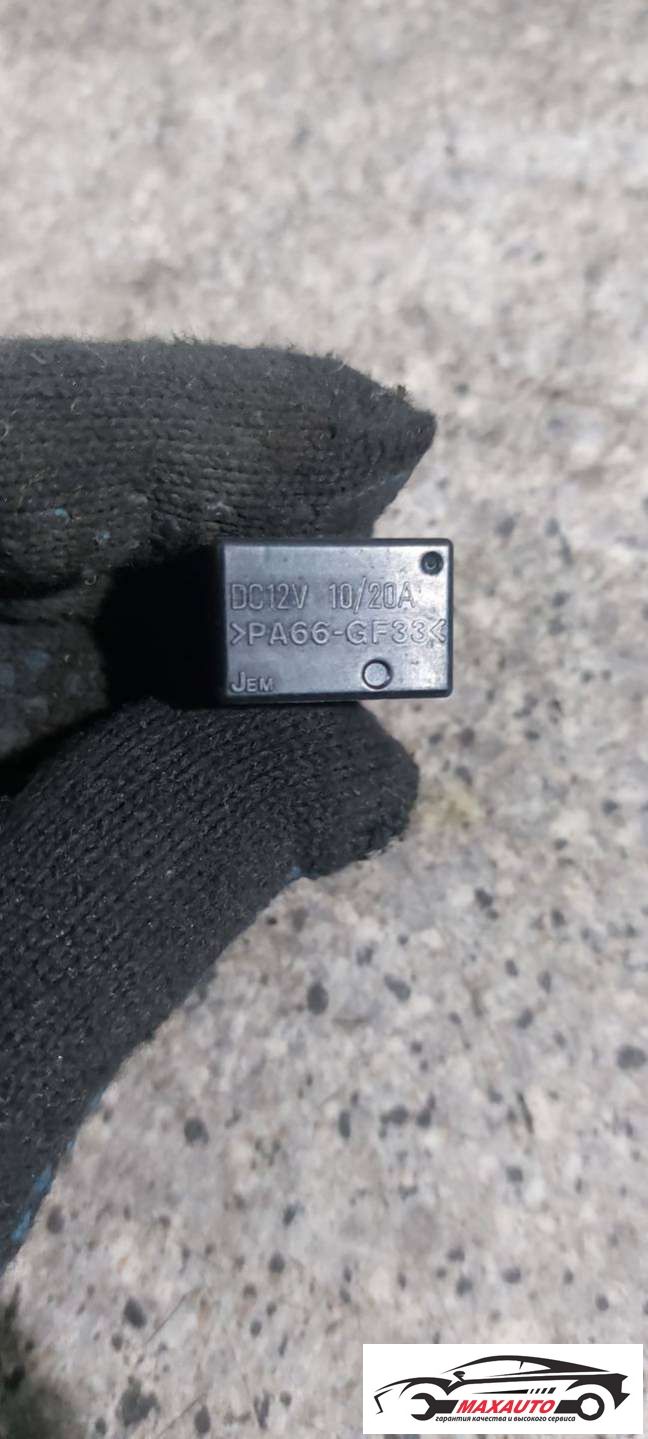 DC12V 10/20A
>PA66-GF33<
JEM
MAXAUTO
гарантия качества и высокого сервиса